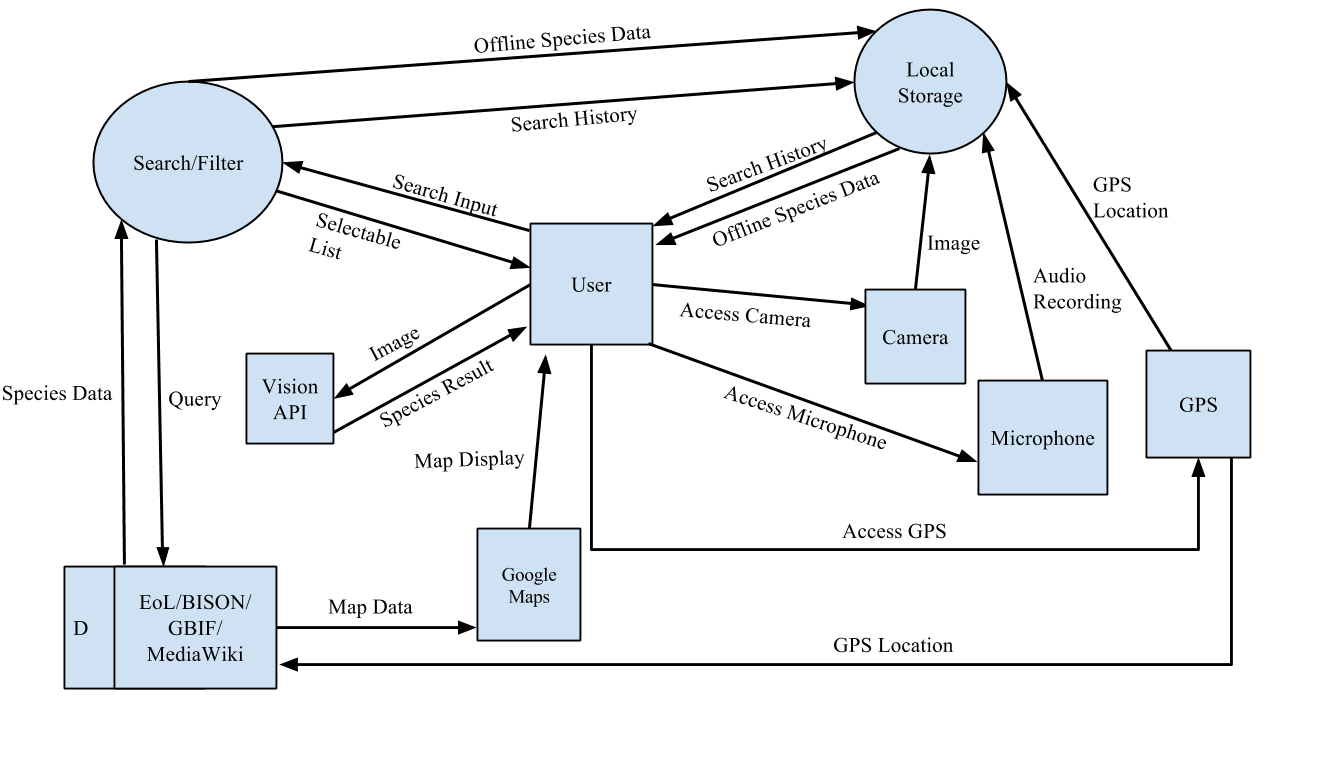 Offline Species Data
Local
Storage
Search History
Search/Filter
Search History
Offline Species Data
Search Input
Selectable
List
GPS
Location
Image
User
Audio
Recording
Access Camera
Camera
Image
Vision
API
Species Result
Species Data
Query
Access Microphone
Microphone
GPS
Map Display
Access GPS
Google
Maps
D
EoL/BISON/
GBIF/
MediaWiki
Map Data
GPS Location